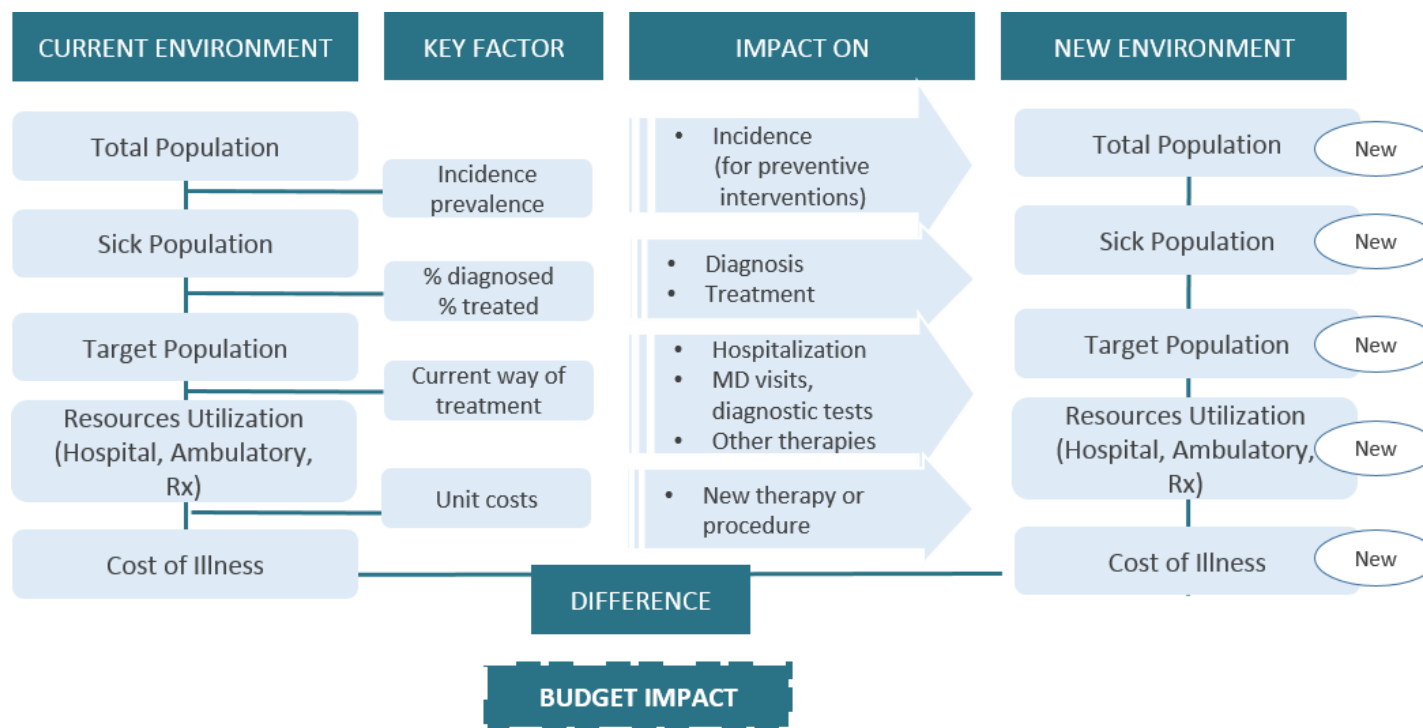 CURRENT ENVIRONMENT
KEY FACTOR
IMPACT ON
NEW ENVIRONMENT
Total Population
Incidence
prevalence
Sick Population
% diagnosed
% treated
Target Population
Current way of
treatment
Resources Utilization
(Hospital, Ambulatory,
Rx)
Unit costs
Cost of Illness
• Incidence
(for preventive
interventions)
• Diagnosis
• Treatment
• Hospitalization
• MD visits,
diagnostic tests
• Other therapies
• New therapy or
procedure
Total Population
New
Sick Population
New
Target Population
New
Resources Utilization
(Hospital, Ambulatory,
Rx)
New
Cost of Illness
New
DIFFERENCE
BUDGET IMPACT